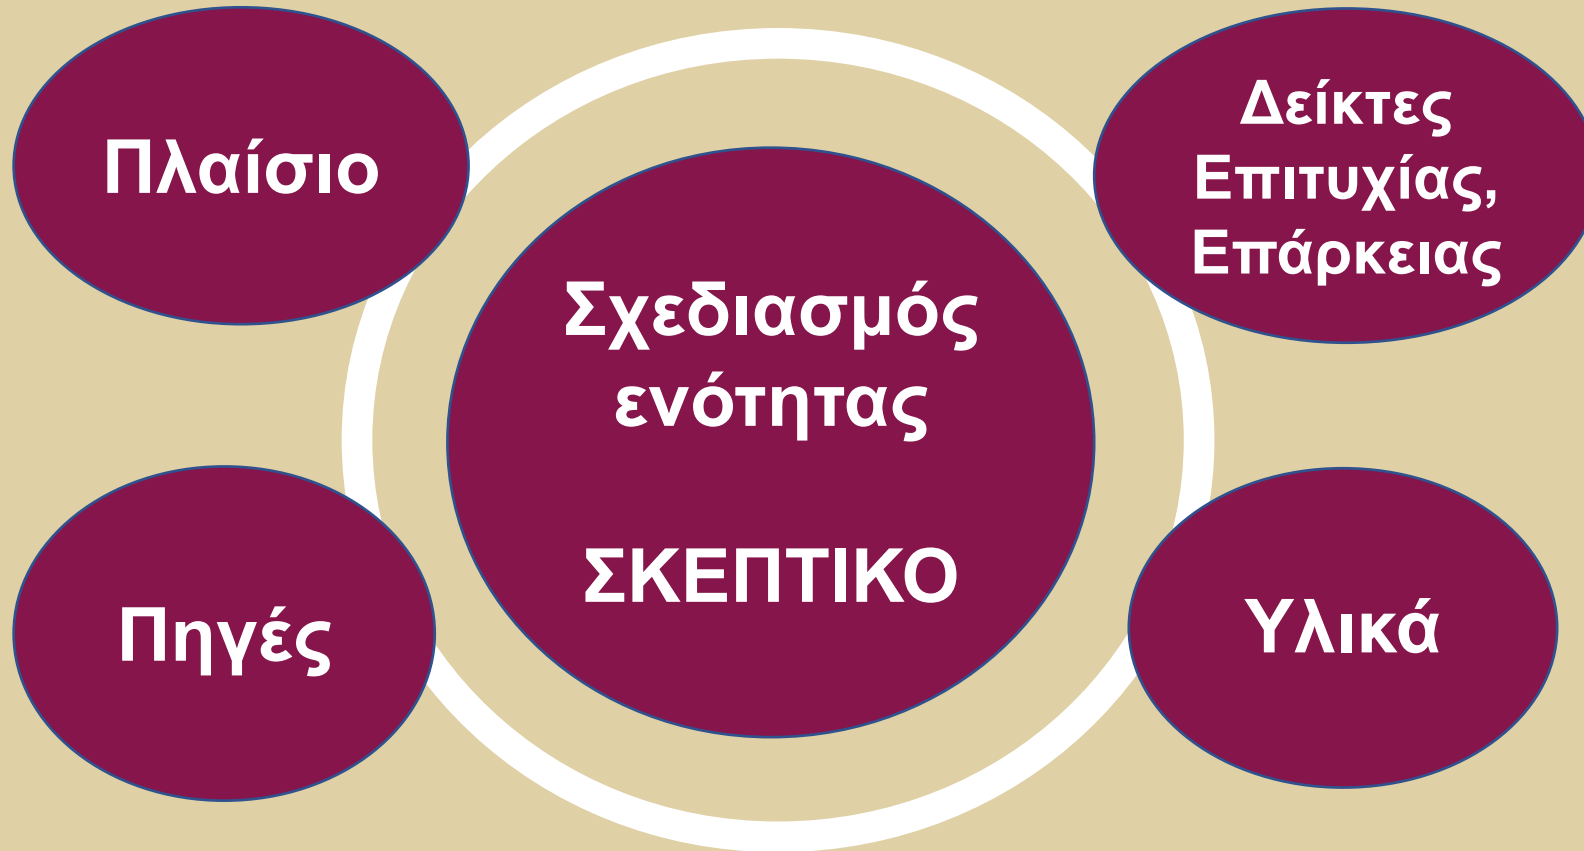 Πλαίσιο
Δείκτες
Επιτυχίας,
Επάρκειας
Σχεδιασμός
ενότητας
ΣΚΕΠΤΙΚΟ
Πηγές
Υλικά